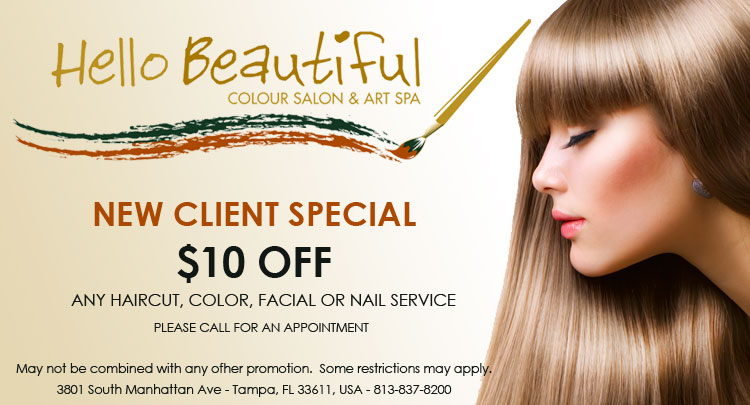 Hello Beautiful
COLOUR SALON & ART SPA
NEW CLIENT SPECIAL
$10 OFF
ANY HAIRCUT, COLOR, FACIAL OR NAIL SERVICE
PLEASE CALL FOR AN APPOINTMENT
May not be combined with any ofher promotion.  Some restrictions may apply.
3801 South Manhattan Ave - Tampa, FL 33611, USA - 813-837-8200